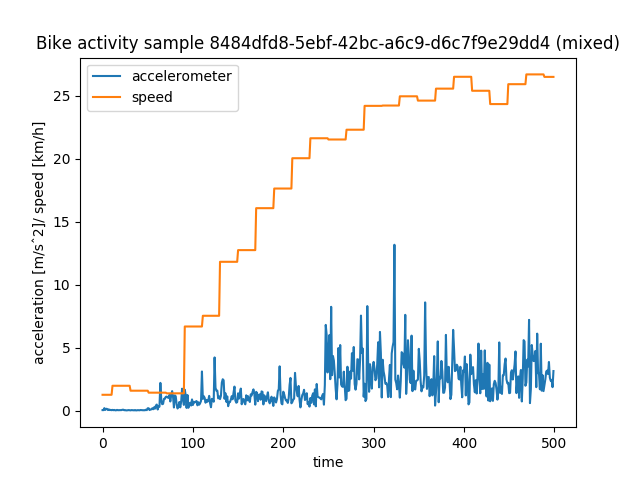 Bike activity sample 8484dfd8-5ebf-42bc-a6c9-d6c7f9e29dd4 (mixed)
accelerometer
speed
acceleration [m/s^2]/ speed [km/h]
25
20
15
10
5
0
0 100 200 300 400 500
time